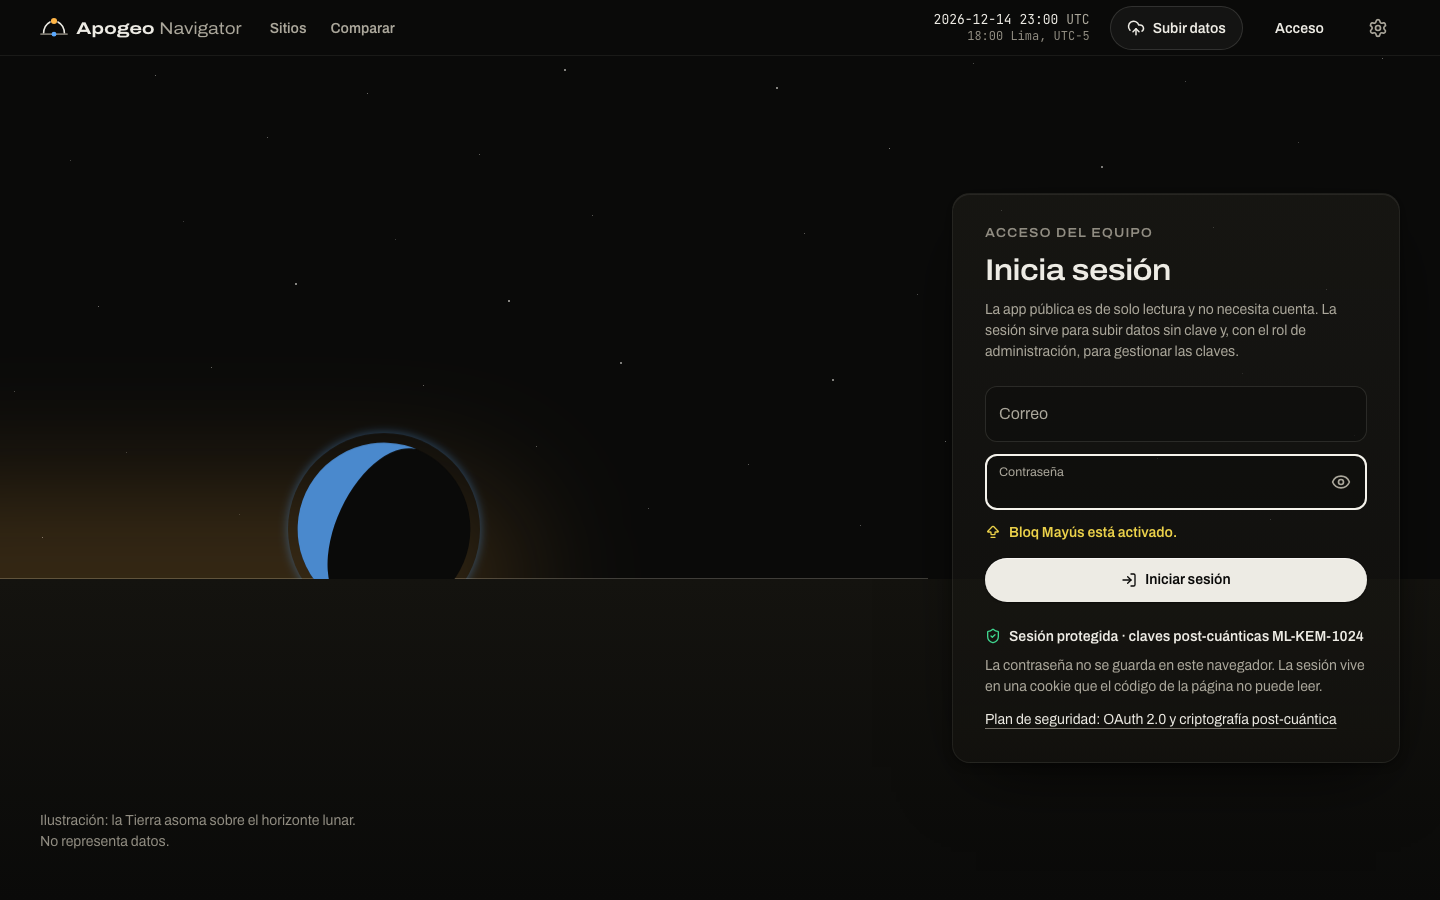 Apogeo Navigator
Sitios
Comparar
2026-12-14 23:00 UTC
18:00 Lima, UTC-5
Subir datos
Acceso
ACCESO DEL EQUIPO
Inicia sesión
La app pública es de solo lectura y no necesita cuenta. La
sesión sirve para subir datos sin clave y, con el rol de
administración, para gestionar las claves.
Correo
Contraseña
Bloq Mayús está activado.
Iniciar sesión
Sesión protegida · claves post-cuánticas ML-KEM-1024
La contraseña no se guarda en este navegador. La sesión vive
en una cookie que el código de la página no puede leer.
Plan de seguridad: OAuth 2.0 y criptografía post-cuántica
Ilustración: la Tierra asoma sobre el horizonte lunar.
No representa datos.